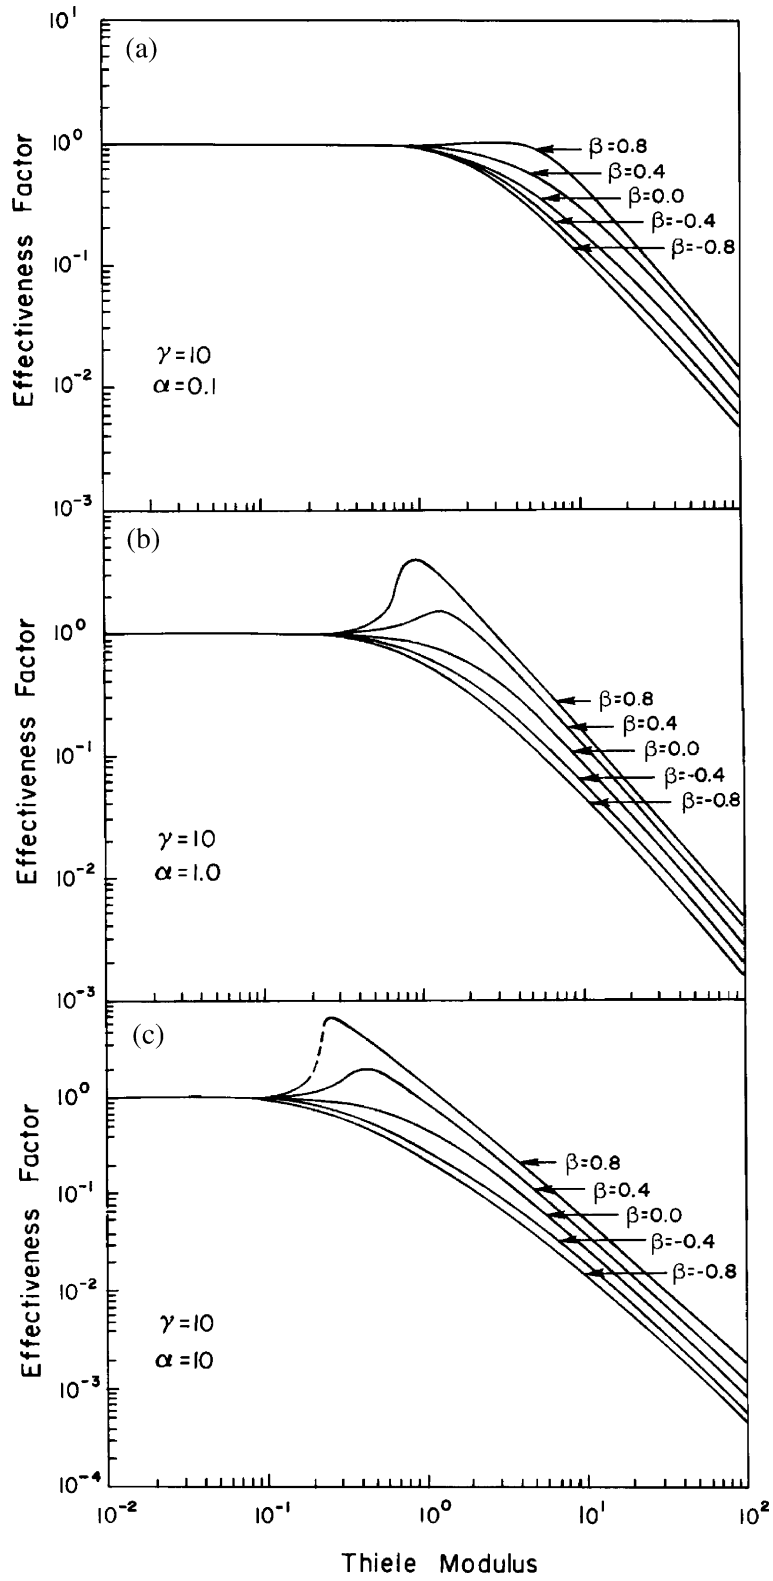 (a)
10¹
10⁰
10⁻¹
10⁻²
10⁻³
Effectiveness Factor
β=0.8
β=0.4
β=0.0
β=-0.4
β=-0.8
γ=10
α=0.1
(b)
10⁰
10⁻¹
10⁻²
10⁻³
Effectiveness Factor
β=0.8
β=0.4
β=0.0
β=-0.4
β=-0.8
γ=10
α=1.0
(c)
10⁰
10⁻¹
10⁻²
10⁻³
10⁻⁴
Effectiveness Factor
β=0.8
β=0.4
β=0.0
β=-0.4
β=-0.8
γ=10
α=10
10⁻² 10⁻¹ 10⁰ 10¹ 10²
Thiele Modulus